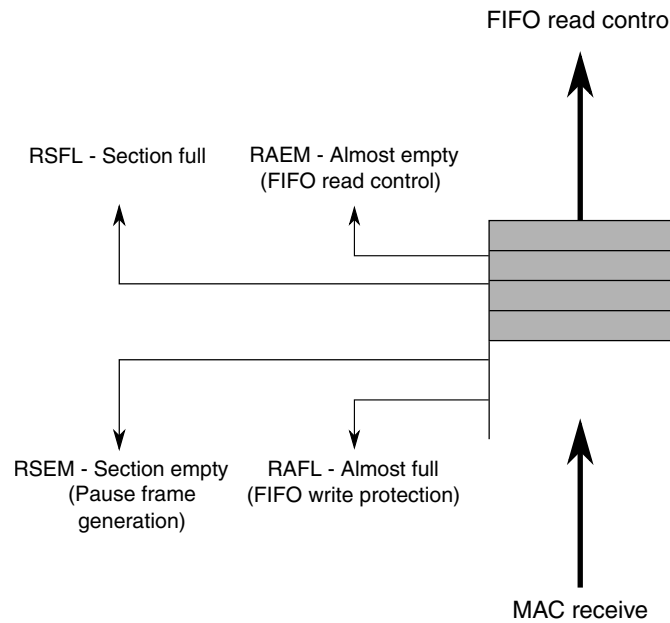 FIFO read contro
RSFL - Section full
RAEM - Almost empty
(FIFO read control)
RSEM - Section empty
(Pause frame
generation)
RAFL - Almost full
(FIFO write protection)
MAC receive